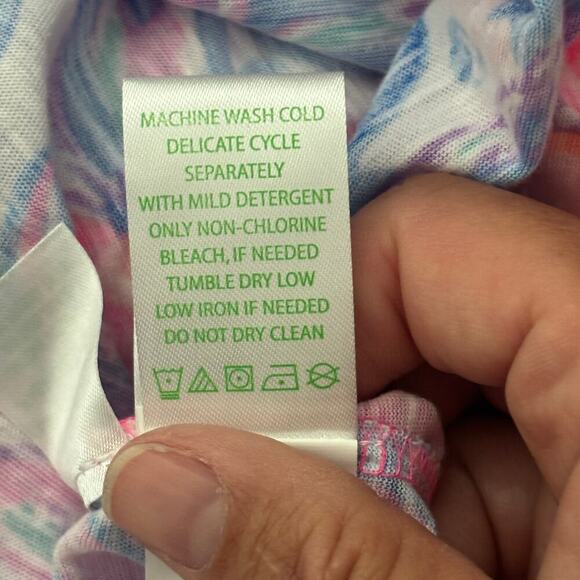 MACHINE WASH COLD
DELICATE CYCLE
SEPARATELY
WITH MILD DETERGENT
ONLY NON-CHLORINE
BLEACH, IF NEEDED
TUMBLE DRY LOW
LOW IRON IF NEEDED
DO NOT DRY CLEAN